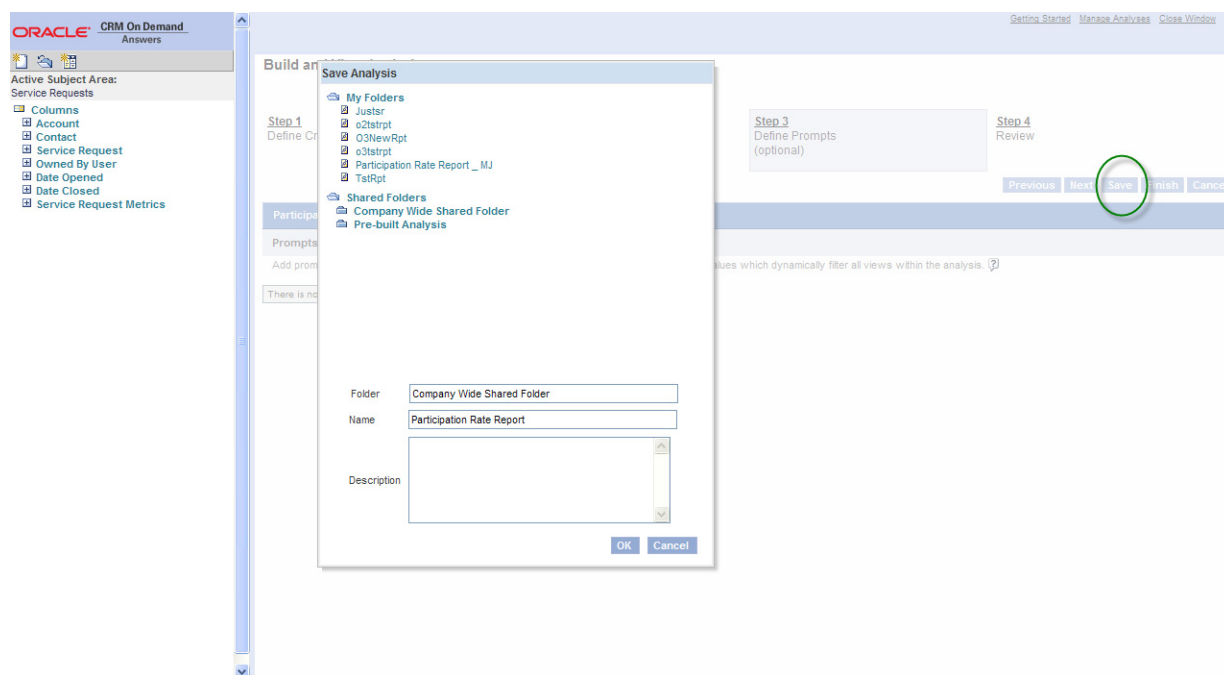 Getting Started Manage Analyses Close Window
ORACLE CRM On Demand
Answers
Active Subject Area:
Service Requests
Columns
Account
Contact
Service Request
Owned By User
Date Opened
Date Closed
Service Request Metrics
Build an
Save Analysis
My Folders
Justsr
o2tstrpt
O3NewRpt
o3tstrpt
Participation Rate Report _ MJ
TstRpt
Shared Folders
Company Wide Shared Folder
Pre-built Analysis
Folder Company Wide Shared Folder
Name Participation Rate Report
Description
OK Cancel
Step 1
Define Cr
Step 3
Define Prompts
(optional)
Step 4
Review
Previous Next Save Finish Cance
Participa
Prompts
Add prom
alues which dynamically filter all views within the analysis. ?
There is no